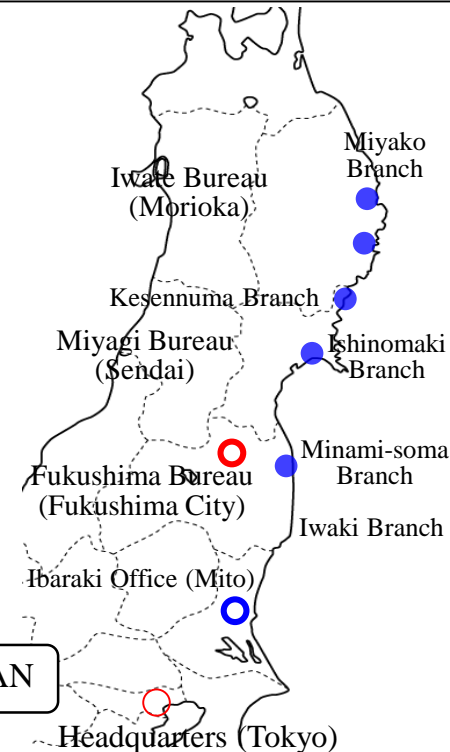 Miyako
Branch
Iwate Bureau
(Morioka)
Kesennuma Branch
Miyagi Bureau
(Sendai)
Ishinomaki
Branch
Minami-soma
Branch
Fukushima Bureau
(Fukushima City)
Iwaki Branch
Ibaraki Office (Mito)
AN
Headquarters (Tokyo)